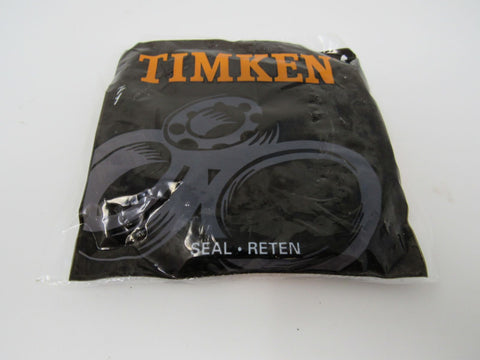 TIMKEN
SEAL · RETEN